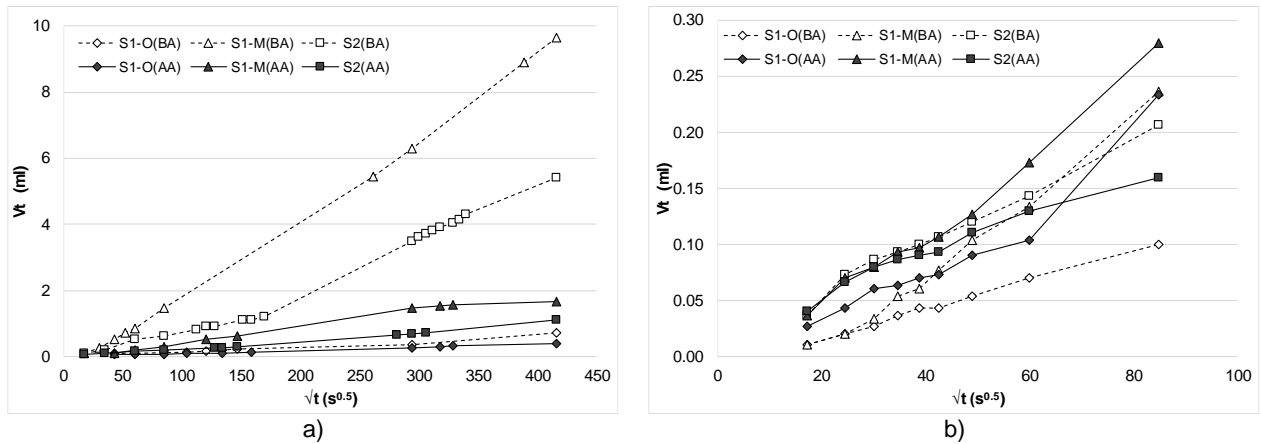 a)
10
8
6
4
2
0
Vt (ml)
S1-O(BA) S1-M(BA) S2(BA)
S1-O(AA) S1-M(AA) S2(AA)
0 50 100 150 200 250 300 350 400 450
√t (s0.5)
a)
b)
0.30
0.25
0.20
0.15
0.10
0.05
0.00
Vt (ml)
S1-O(BA) S1-M(BA) S2(BA)
S1-O(AA) S1-M(AA) S2(AA)
0 20 40 60 80 100
√t (s0.5)
b)